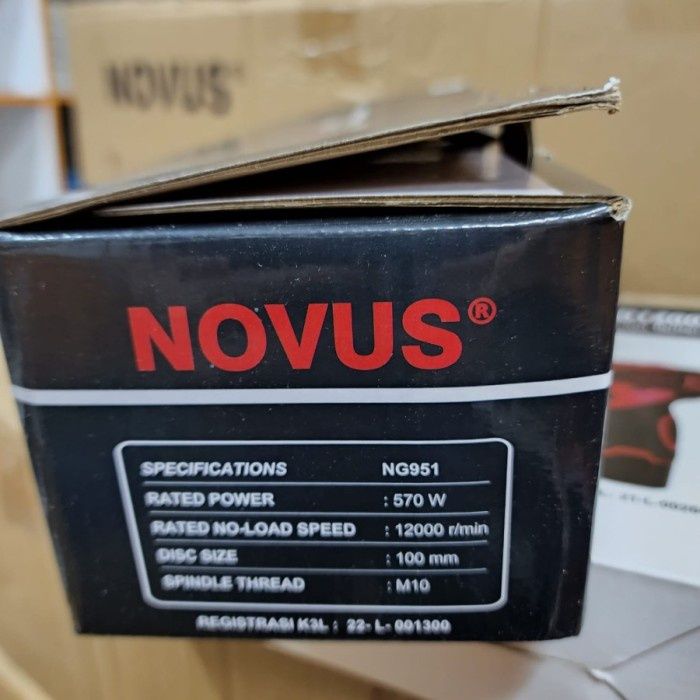 NOVUS
NOVUS®
SPECIFICATIONS NG951
RATED POWER : 570 W
RATED NO-LOAD SPEED : 12000 r/min
DISC SIZE : 100 mm
SPINDLE THREAD : M10
REGISTRASI K3L : 22- L- 001300